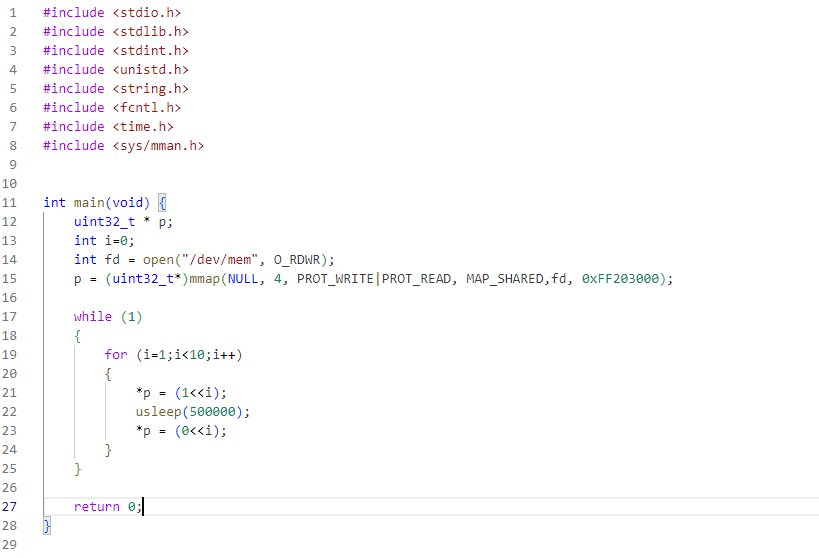 1 #include <stdio.h>
2 #include <stdlib.h>
3 #include <stdint.h>
4 #include <unistd.h>
5 #include <string.h>
6 #include <fcntl.h>
7 #include <time.h>
8 #include <sys/mman.h>
9
10
11 int main(void) {
12     uint32_t * p;
13     int i=0;
14     int fd = open("/dev/mem", O_RDWR);
15     p = (uint32_t*)mmap(NULL, 4, PROT_WRITE|PROT_READ, MAP_SHARED,fd, 0xFF203000);
16
17     while (1)
18     {
19         for (i=1;i<10;i++)
20         {
21             *p = (1<<i);
22             usleep(500000);
23             *p = (0<<i);
24         }
25     }
26
27     return 0;
28 }
29